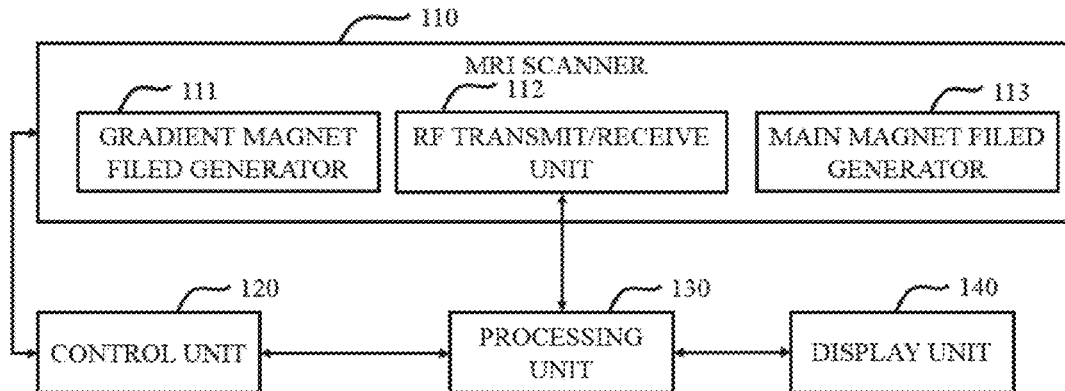 110
MRI SCANNER
111
112
113
GRADIENT MAGNET
FILED GENERATOR
RF TRANSMIT/RECEIVE
UNIT
MAIN MAGNET FILED
GENERATOR
120
130
140
CONTROL UNIT
PROCESSING
UNIT
DISPLAY UNIT